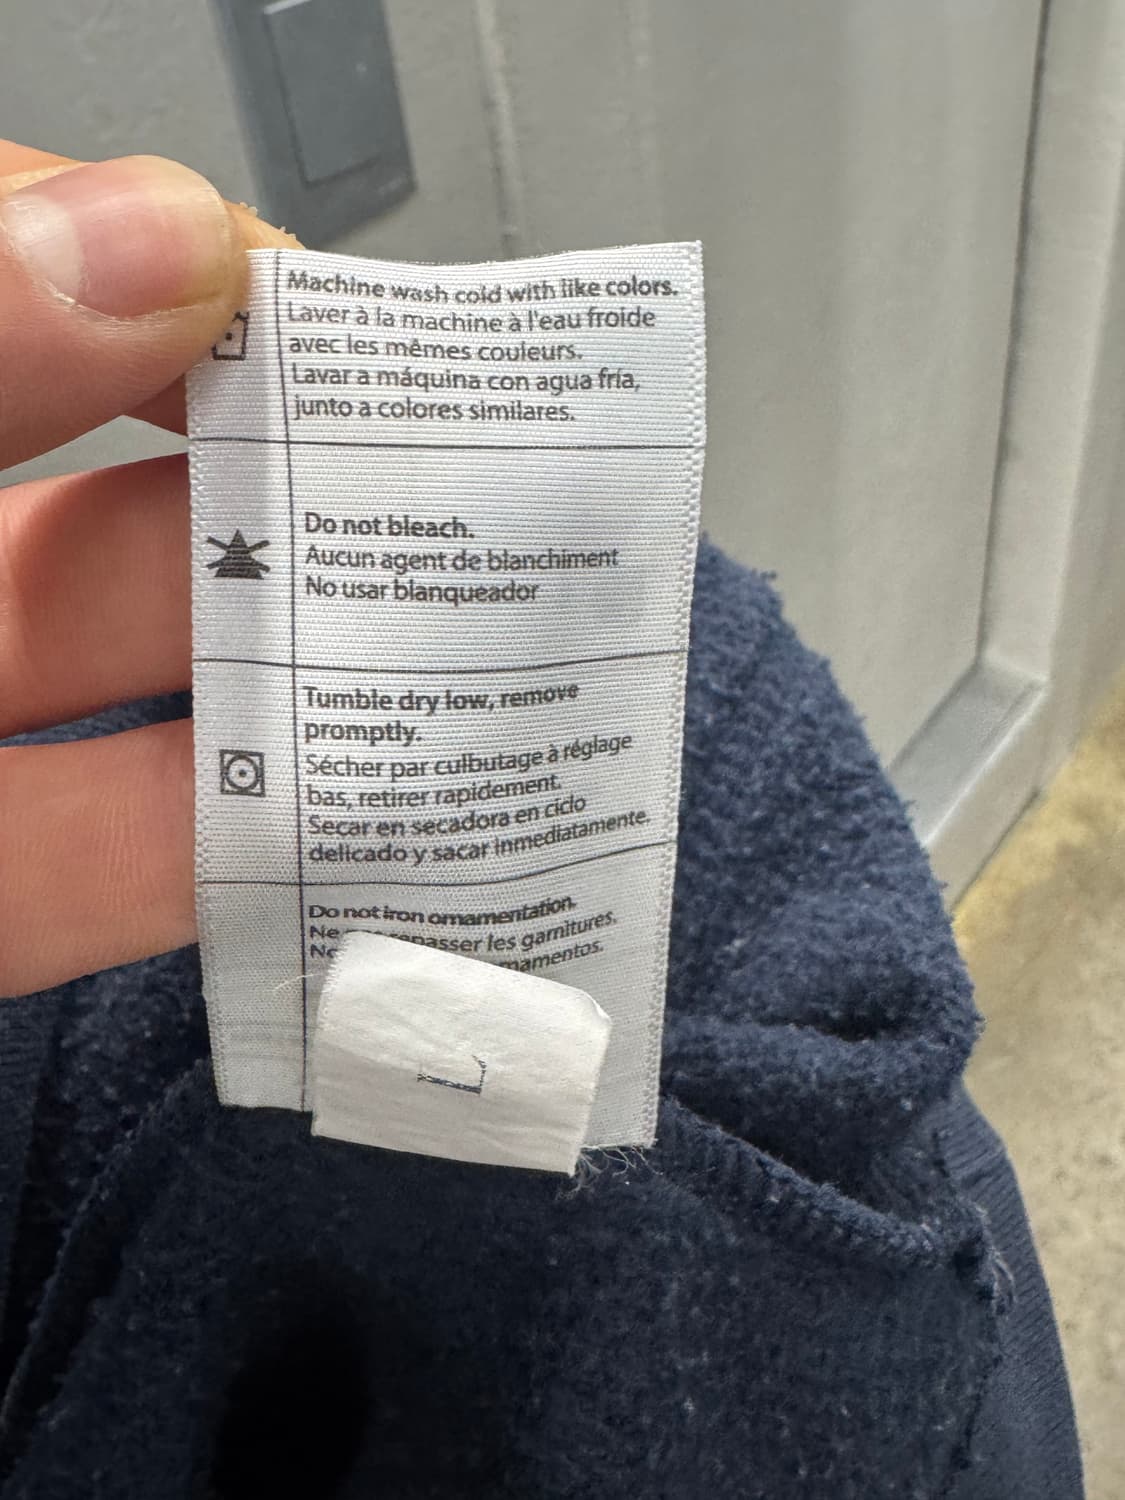 Machine wash cold with like colors.
Laver à la machine à l'eau froide
avec les mêmes couleurs.
Lavar a máquina con agua fría,
junto a colores similares.
Do not bleach.
Aucun agent de blanchiment
No usar blanqueador
Tumble dry low, remove
promptly.
Sécher par culbutage à réglage
bas, retirer rapidement.
Secar en secadora en ciclo
delicado y sacar inmediatamente.
Do not iron ornamentation.
Ne les garnitures.
L